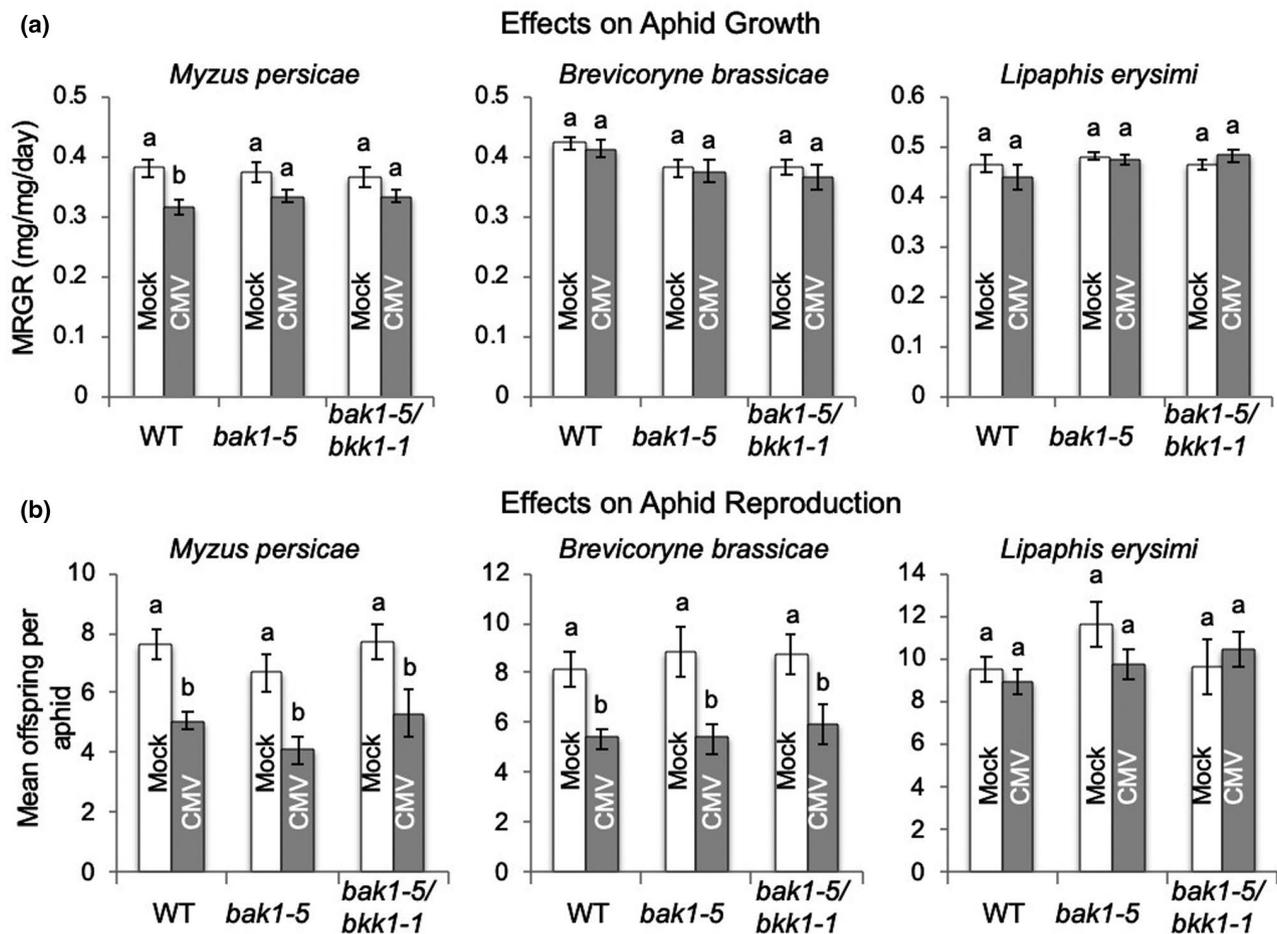 (a)
Effects on Aphid Growth
Myzus persicae
Brevicoryne brassicae
Lipaphis erysimi
MRGR (mg/mg/day)
0.5
0.4
0.3
0.2
0.1
0
a
b
a
a
a
a
Mock
CMV
Mock
CMV
Mock
CMV
WT
bak1-5
bak1-5/
bkk1-1
0.5
0.4
0.3
0.2
0.1
0
a
a
a
a
a
a
Mock
CMV
Mock
CMV
Mock
CMV
WT
bak1-5
bak1-5/
bkk1-1
0.6
0.5
0.4
0.3
0.2
0.1
0
a
a
a
a
a
a
Mock
CMV
Mock
CMV
Mock
CMV
WT
bak1-5
bak1-5/
bkk1-1
(b)
Effects on Aphid Reproduction
Myzus persicae
Brevicoryne brassicae
Lipaphis erysimi
Mean offspring per
aphid
10
8
6
4
2
0
a
b
a
b
a
b
Mock
CMV
Mock
CMV
Mock
CMV
WT
bak1-5
bak1-5/
bkk1-1
12
10
8
6
4
2
0
a
b
a
b
a
b
Mock
CMV
Mock
CMV
Mock
CMV
WT
bak1-5
bak1-5/
bkk1-1
14
12
10
8
6
4
2
0
a
a
a
a
a
a
Mock
CMV
Mock
CMV
Mock
CMV
WT
bak1-5
bak1-5/
bkk1-1